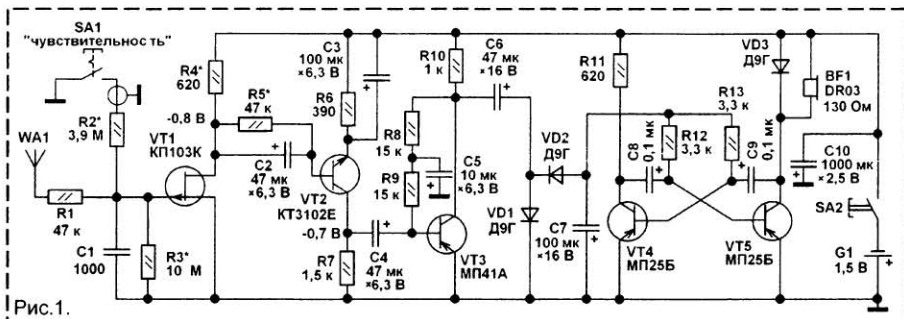 SA1
"чувствительнос ть"
R2*
3,9 М
WA1
R1
47 к
C1
1000
R3*
10 М
R4*
620
-0,8 В
VT1
КП103К
R5*
47 к
C2
47 мк
×6,3 В
C3
100 мк
×6,3 В
R6
390
VT2
КТ3102Е
-0,7 В
R7
1,5 к
C4
47 мк
×6,3 В
R8
15 к
R9
15 к
R10
1 к
C5
10 мк
×6,3 В
VT3
МП41А
C6
47 мк
×16 В
VD1
Д9Г
VD2
Д9Г
C7
100 мк
×16 В
R11
620
C8
0,1 мк
R12
3,3 к
R13
3,3 к
C9
0,1 мк
VT4
МП25Б
VT5
МП25Б
VD3
Д9Г
BF1
DR03
130 Ом
C10
1000 мк
×2,5 В
SA2
G1
1,5 В
Рис.1.